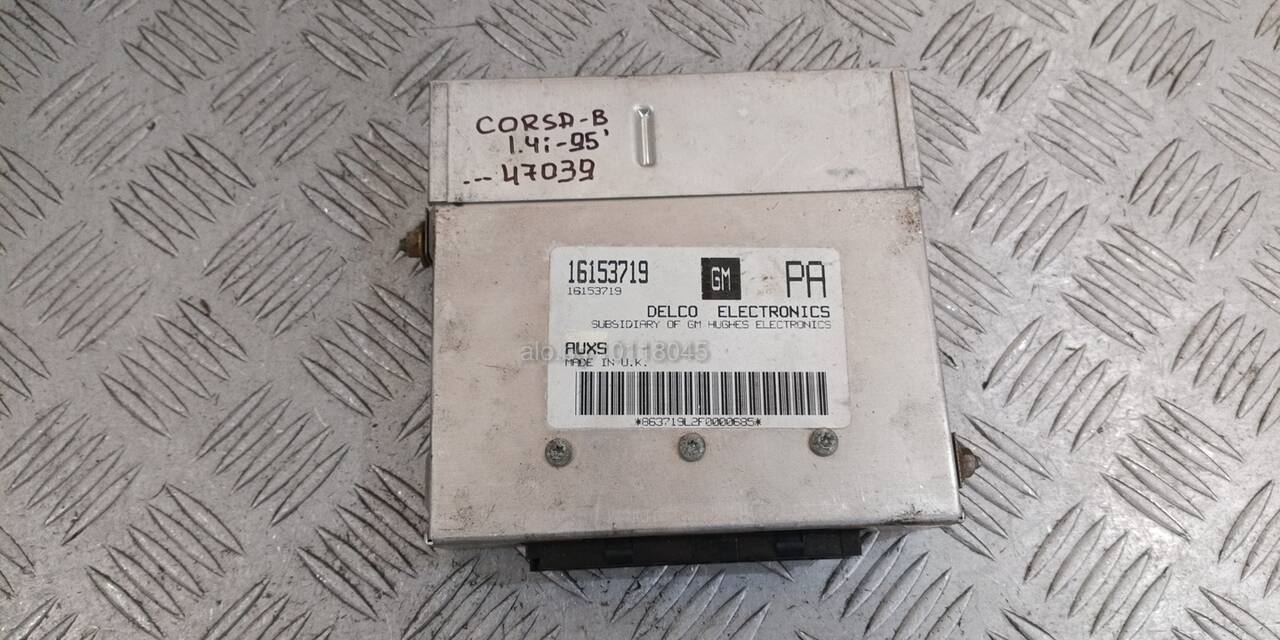 CORSA-B
1.4i-95'
... 47039
16153719 GM PA
16153719
DELCO ELECTRONICS
SUBSIDIARY OF GM HUGHES ELECTRONICS
AUXS
MADE IN U.K.
*863719L2F0000685*